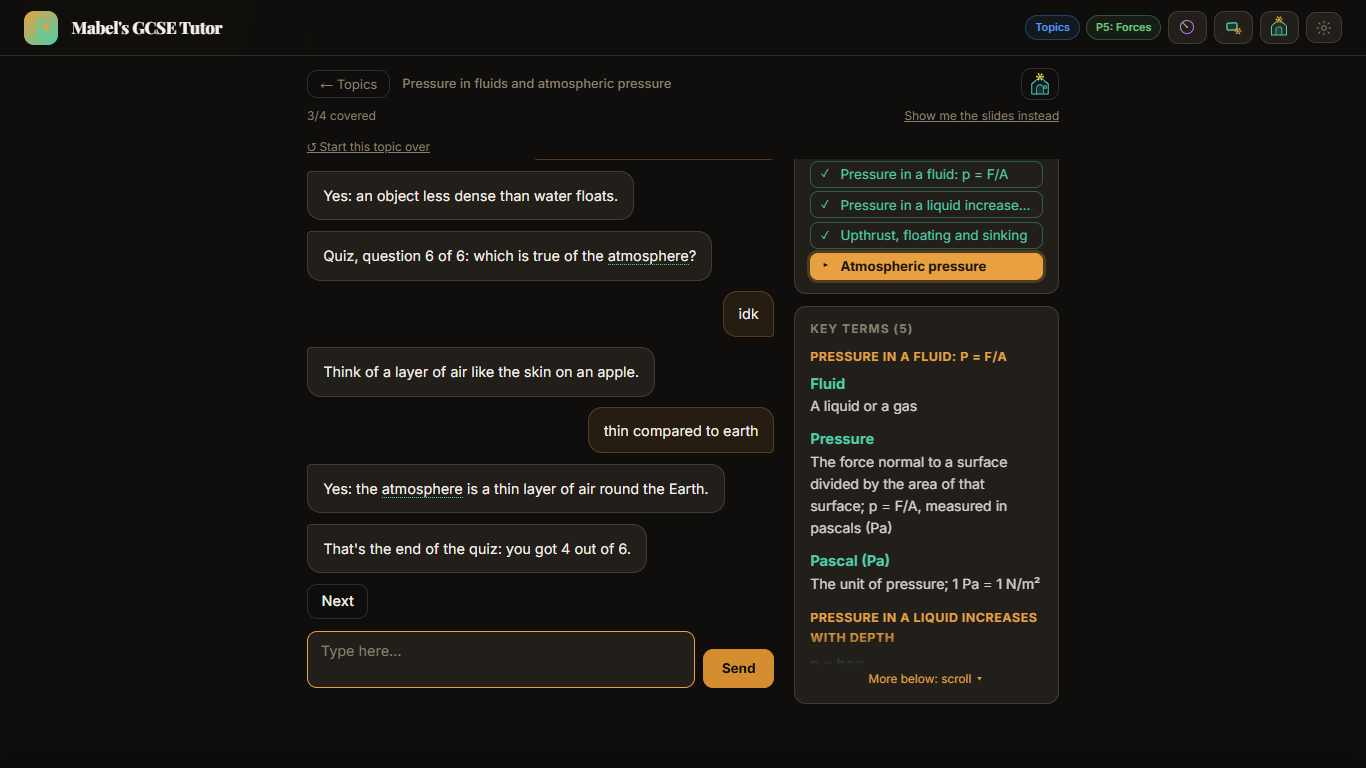 Mabel's GCSE Tutor
Topics
P5: Forces
← Topics
Pressure in fluids and atmospheric pressure
3/4 covered
Show me the slides instead
↺ Start this topic over
Yes: an object less dense than water floats.
Quiz, question 6 of 6: which is true of the atmosphere?
idk
Think of a layer of air like the skin on an apple.
thin compared to earth
Yes: the atmosphere is a thin layer of air round the Earth.
That's the end of the quiz: you got 4 out of 6.
Next
Type here...
Send
✓ Pressure in a fluid: p = F/A
✓ Pressure in a liquid increase...
✓ Upthrust, floating and sinking
‣ Atmospheric pressure
KEY TERMS (5)
PRESSURE IN A FLUID: P = F/A
Fluid
A liquid or a gas
Pressure
The force normal to a surface
divided by the area of that
surface; p = F/A, measured in
pascals (Pa)
Pascal (Pa)
The unit of pressure; 1 Pa = 1 N/m²
PRESSURE IN A LIQUID INCREASES
WITH DEPTH
More below: scroll ▾